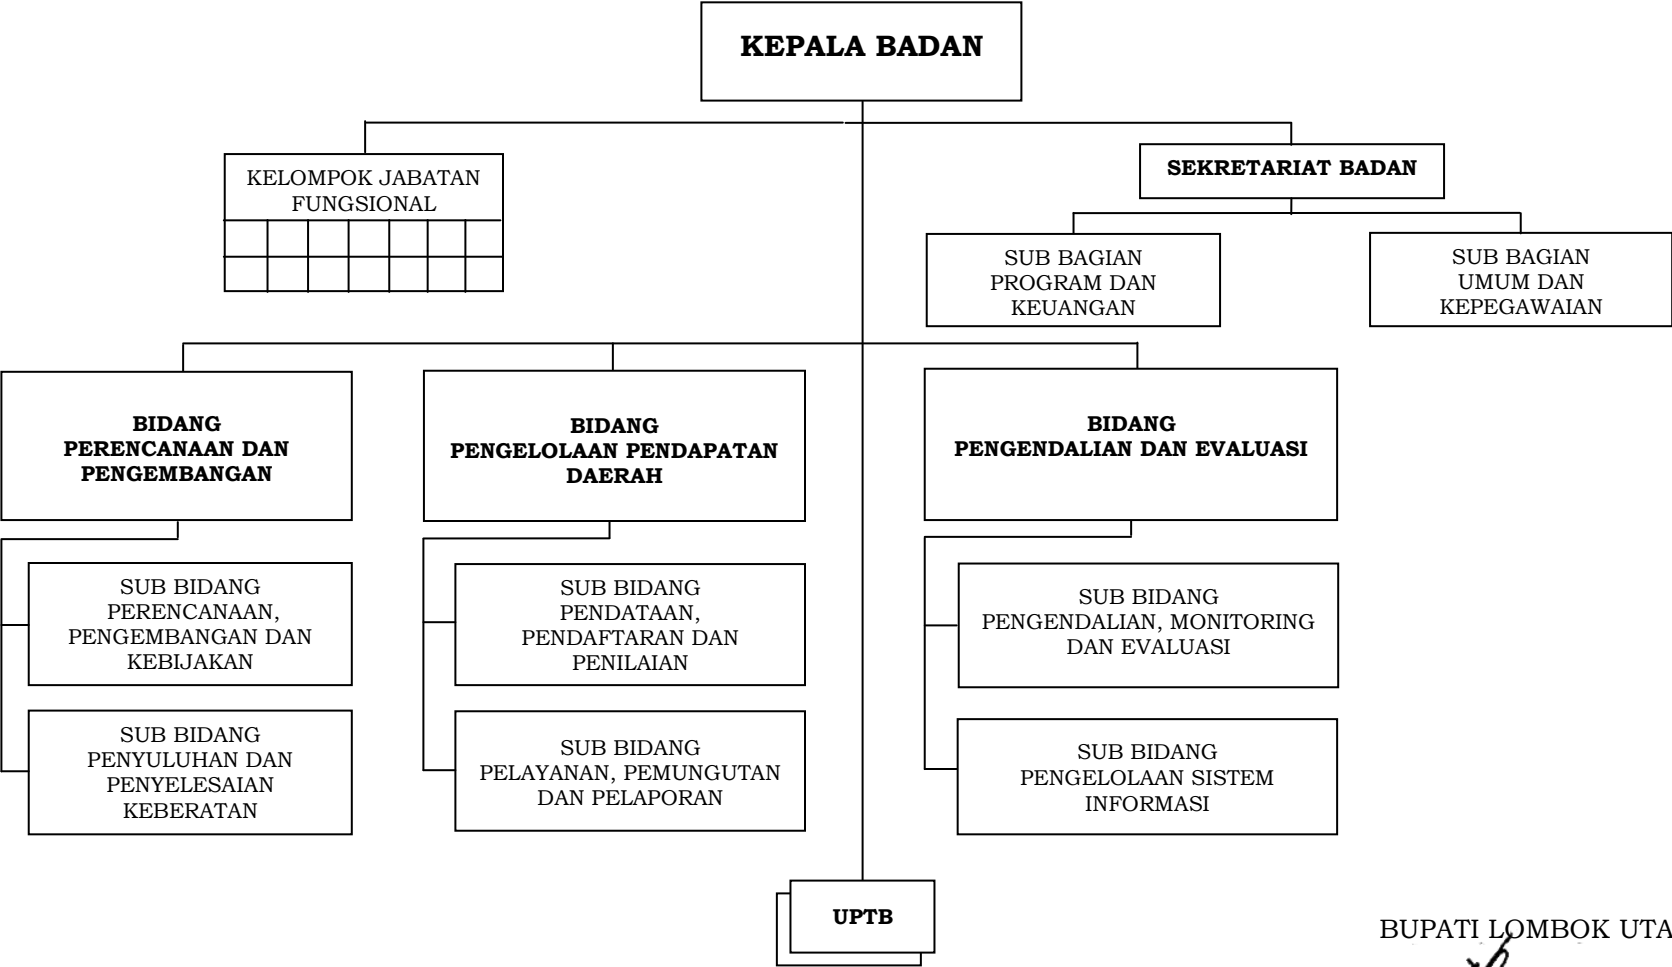 KEPALA BADAN
KELOMPOK JABATAN
FUNGSIONAL
SEKRETARIAT BADAN
SUB BAGIAN
PROGRAM DAN
KEUANGAN
SUB BAGIAN
UMUM DAN
KEPEGAWAIAN
BIDANG
PERENCANAAN DAN
PENGEMBANGAN
BIDANG
PENGELOLAAN PENDAPATAN
DAERAH
BIDANG
PENGENDALIAN DAN EVALUASI
SUB BIDANG
PERENCANAAN,
PENGEMBANGAN DAN
KEBIJAKAN
SUB BIDANG
PENDATAAN,
PENDAFTARAN DAN
PENILAIAN
SUB BIDANG
PENGENDALIAN, MONITORING
DAN EVALUASI
SUB BIDANG
PENYULUHAN DAN
PENYELESAIAN
KEBERATAN
SUB BIDANG
PELAYANAN, PEMUNGUTAN
DAN PELAPORAN
SUB BIDANG
PENGELOLAAN SISTEM
INFORMASI
UPTB
BUPATI LOMBOK UTA